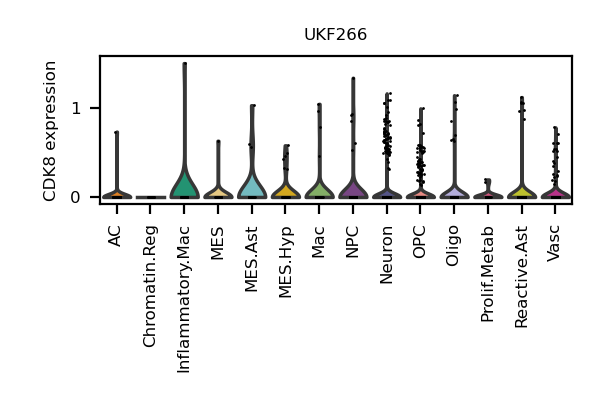 UKF266
CDK8 expression
1
0
AC
Chromatin.Reg
Inflammatory.Mac
MES
MES.Ast
MES.Hyp
Mac
NPC
Neuron
OPC
Oligo
Prolif.Metab
Reactive.Ast
Vasc